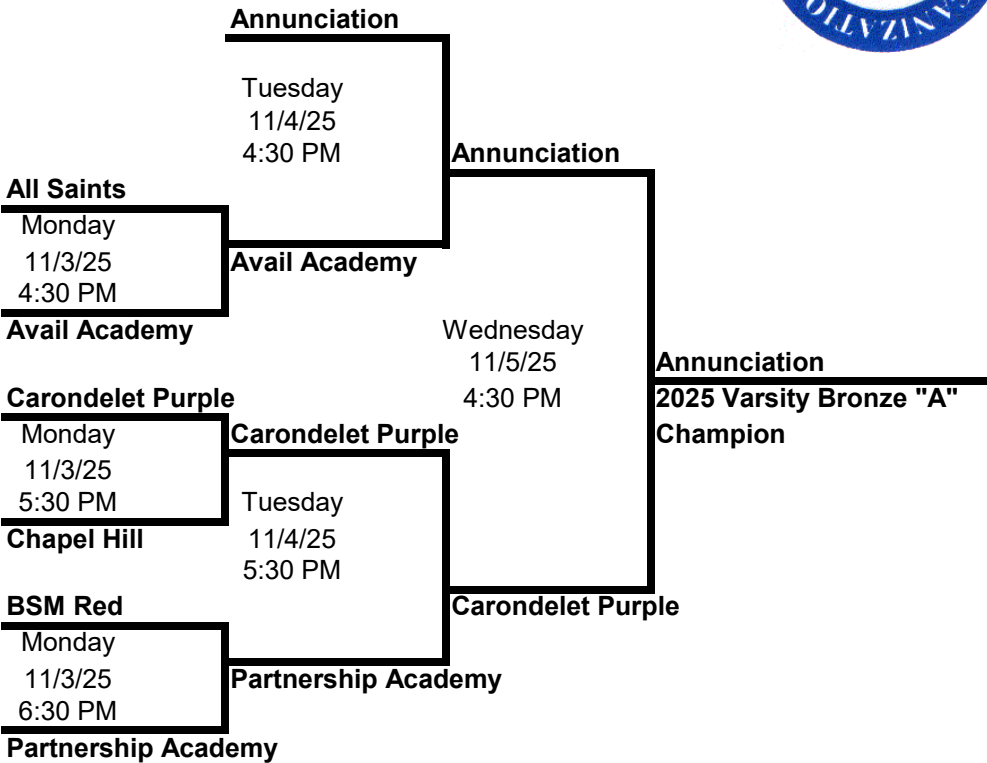 Annunciation
Tuesday
11/4/25
4:30 PM
Annunciation
All Saints
Monday
11/3/25
4:30 PM
Avail Academy
Avail Academy
Wednesday
11/5/25
4:30 PM
Annunciation
2025 Varsity Bronze "A"
Champion
Carondelet Purple
Monday
11/3/25
5:30 PM
Chapel Hill
Carondelet Purple
Tuesday
11/4/25
5:30 PM
Carondelet Purple
BSM Red
Monday
11/3/25
6:30 PM
Partnership Academy
Partnership Academy